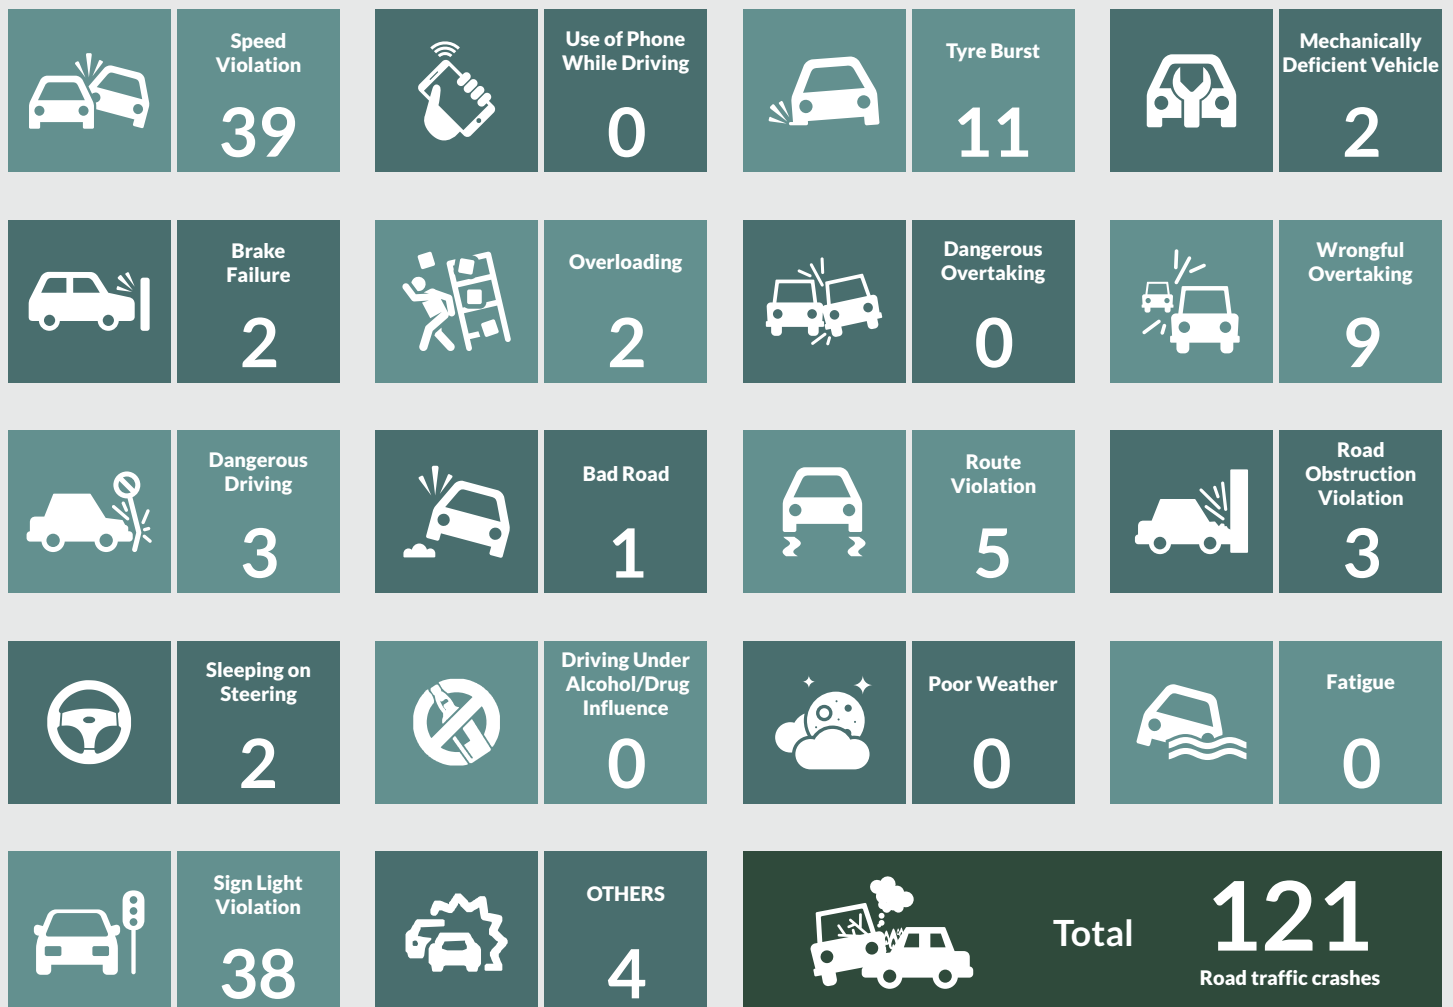 Speed
Violation
39
Use of Phone
While Driving
0
Tyre Burst
11
Mechanically
Deficient Vehicle
2
Brake
Failure
2
Overloading
2
Dangerous
Overtaking
0
Wrongful
Overtaking
9
Dangerous
Driving
3
Bad Road
1
Route
Violation
5
Road
Obstruction
Violation
3
Sleeping on
Steering
2
Driving Under
Alcohol/Drug
Influence
0
Poor Weather
0
Fatigue
0
Sign Light
Violation
38
OTHERS
4
Total
121
Road traffic crashes